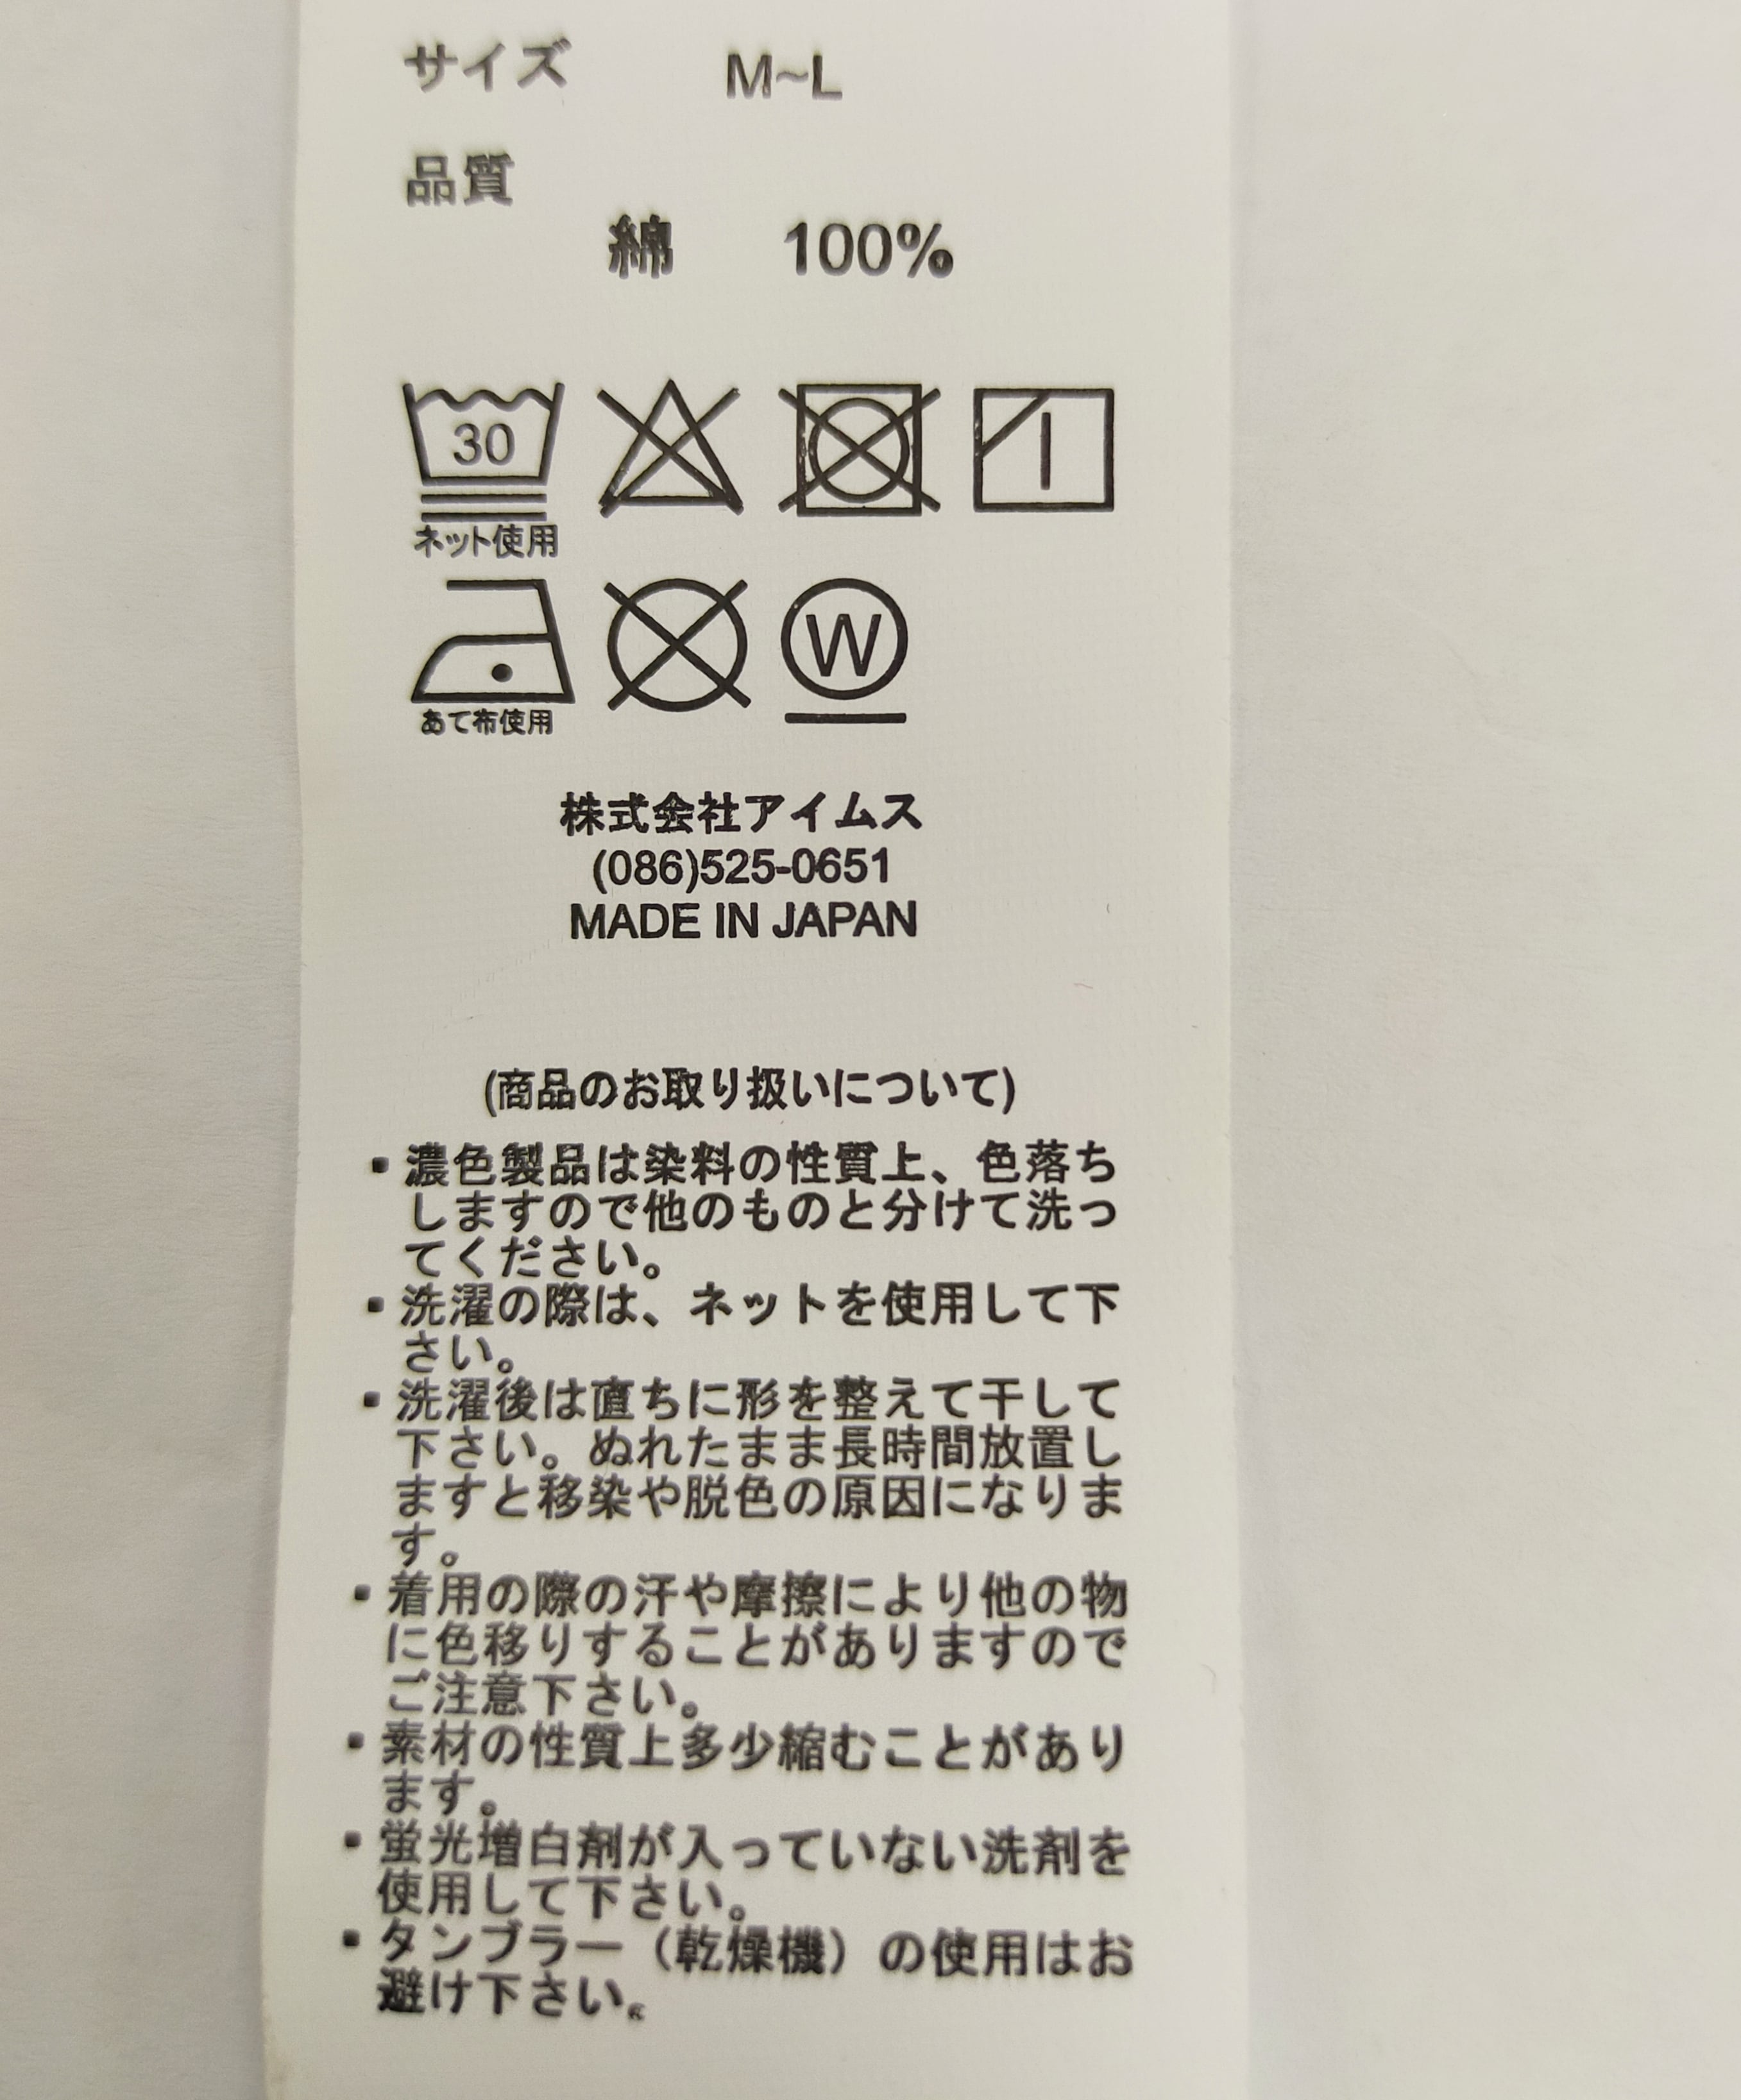 サイズ M~L
品質
綿 100%
30
ネット使用
W
あて布使用
株式会社アイムス
(086)525-0651
MADE IN JAPAN
(商品のお取り扱いについて)
・濃色製品は染料の性質上、色落ち
しますので他のものと分けて洗っ
てください。
・洗濯の際は、ネットを使用して下
さい。
・洗濯後は直ちに形を整えて干して
下さい。ぬれたまま長時間放置し
ますと移染や脱色の原因になりま
す。
・着用の際の汗や摩擦により他の物
に色移りすることがありますので
ご注意下さい。
・素材の性質上多少縮むことがあり
ます。
・蛍光増白剤が入っていない洗剤を
使用して下さい。
・タンブラー（乾燥機）の使用はお
避け下さい。